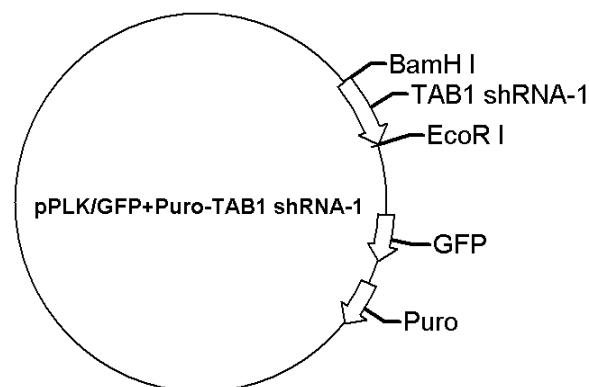 BamH I
TAB1 shRNA-1
EcoR I
pPLK/GFP+Puro-TAB1 shRNA-1
GFP
Puro